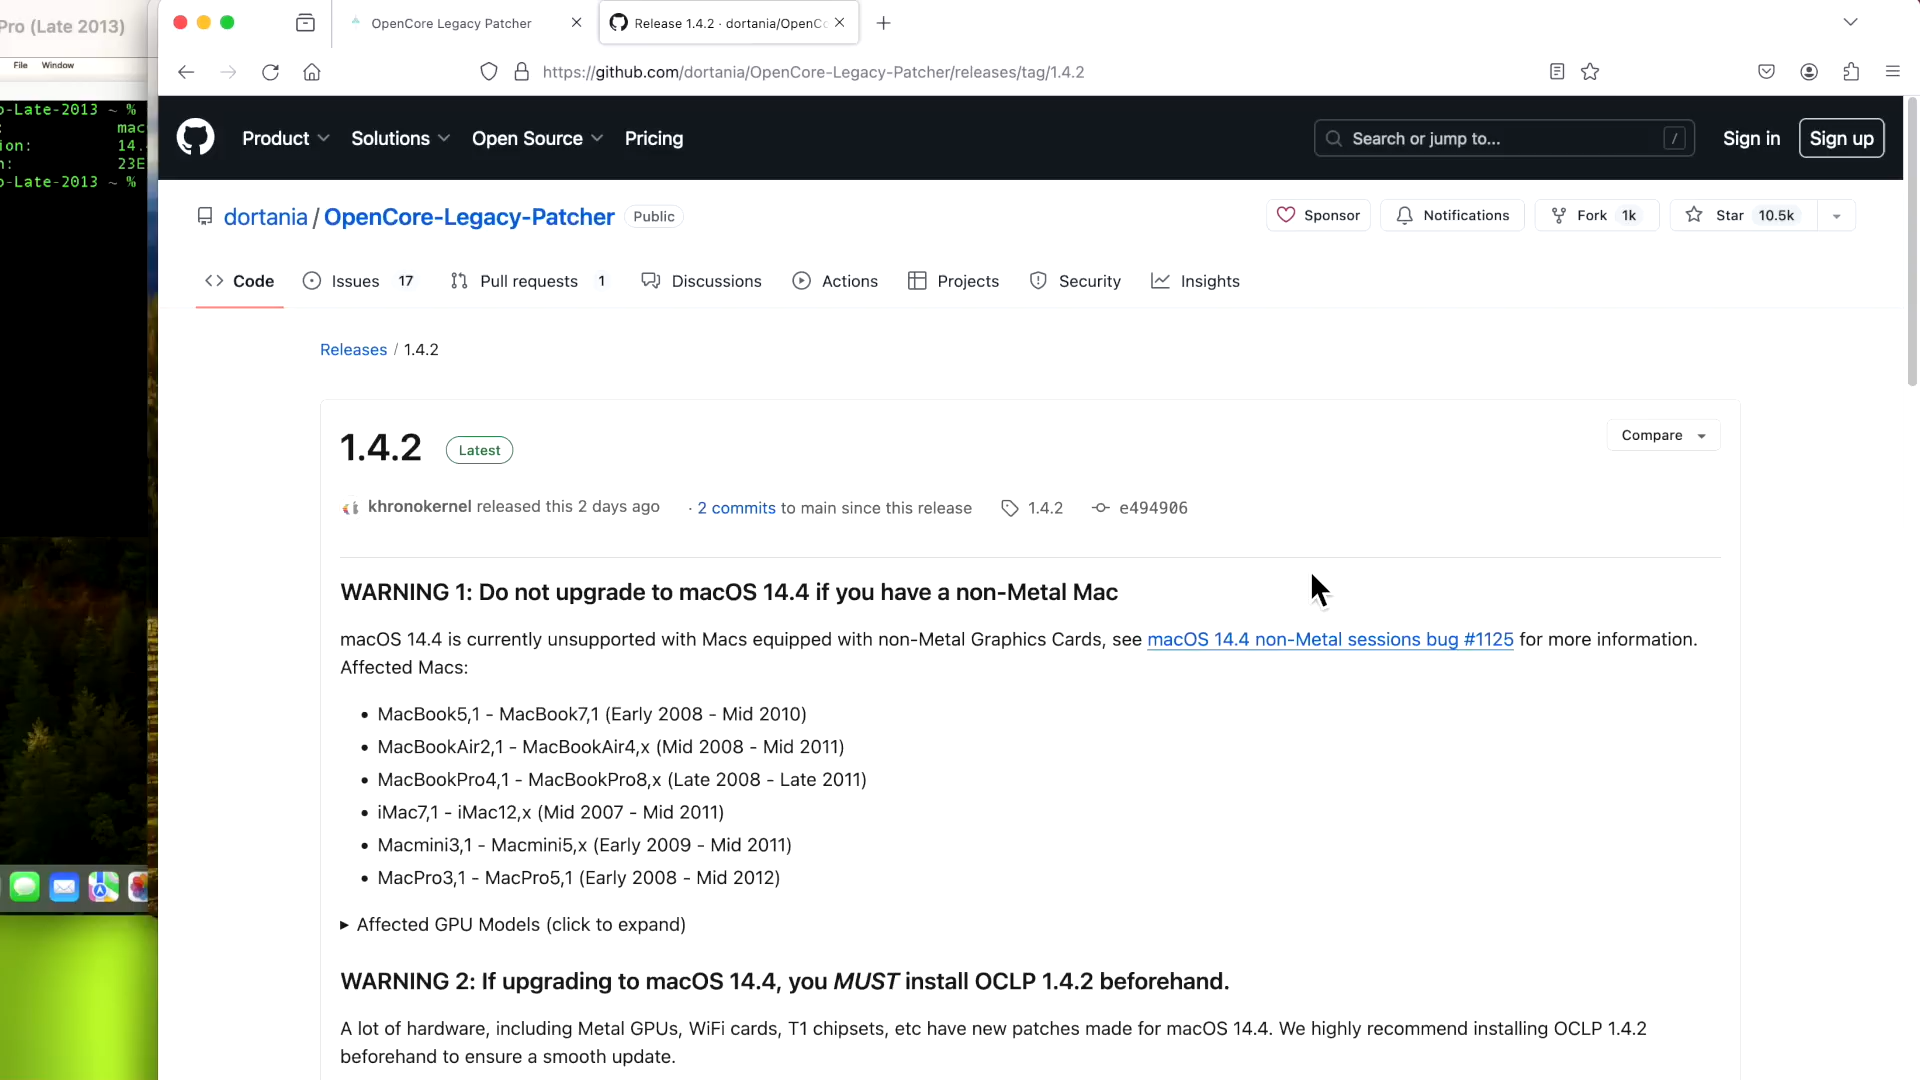 Pro (Late 2013)
File Window
o-Late-2013 ~ %
: mac
ion: 14.
n: 23E
o-Late-2013 ~ %
OpenCore Legacy Patcher
Release 1.4.2 · dortania/OpenCo
https://github.com/dortania/OpenCore-Legacy-Patcher/releases/tag/1.4.2
Product Solutions Open Source Pricing Search or jump to... / Sign in Sign up
dortania / OpenCore-Legacy-Patcher Public Sponsor Notifications Fork 1k Star 10.5k
Code Issues 17 Pull requests 1 Discussions Actions Projects Security Insights
Releases / 1.4.2
1.4.2 Latest Compare
khronokernel released this 2 days ago · 2 commits to main since this release 1.4.2 e494906
WARNING 1: Do not upgrade to macOS 14.4 if you have a non-Metal Mac
macOS 14.4 is currently unsupported with Macs equipped with non-Metal Graphics Cards, see macOS 14.4 non-Metal sessions bug #1125 for more information.
Affected Macs:
• MacBook5,1 - MacBook7,1 (Early 2008 - Mid 2010)
• MacBookAir2,1 - MacBookAir4,x (Mid 2008 - Mid 2011)
• MacBookPro4,1 - MacBookPro8,x (Late 2008 - Late 2011)
• iMac7,1 - iMac12,x (Mid 2007 - Mid 2011)
• Macmini3,1 - Macmini5,x (Early 2009 - Mid 2011)
• MacPro3,1 - MacPro5,1 (Early 2008 - Mid 2012)
▸ Affected GPU Models (click to expand)
WARNING 2: If upgrading to macOS 14.4, you MUST install OCLP 1.4.2 beforehand.
A lot of hardware, including Metal GPUs, WiFi cards, T1 chipsets, etc have new patches made for macOS 14.4. We highly recommend installing OCLP 1.4.2
beforehand to ensure a smooth update.